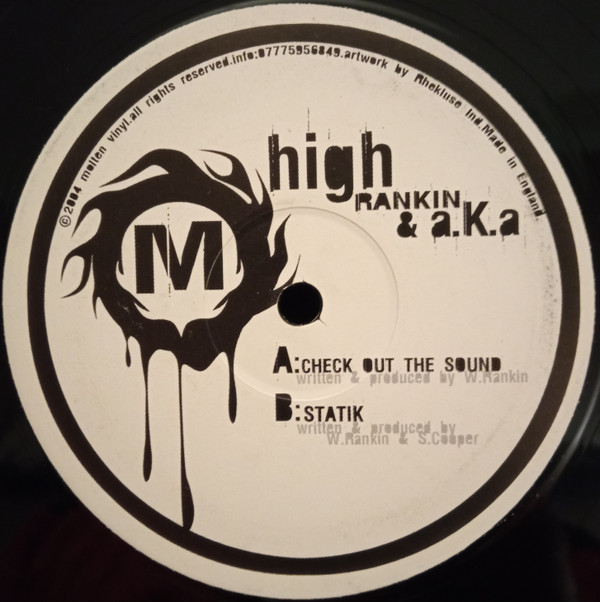 ©2004 molten vinyl.all rights reserved.info:07775956849.artwork by Rhekluse Ind.Made in England
high
RANKIN
& a.K.a
M
A:CHECK OUT THE SOUND
written & produced by W.Rankin
B:STATIK
written & produced by
W.Rankin & S.Cooper